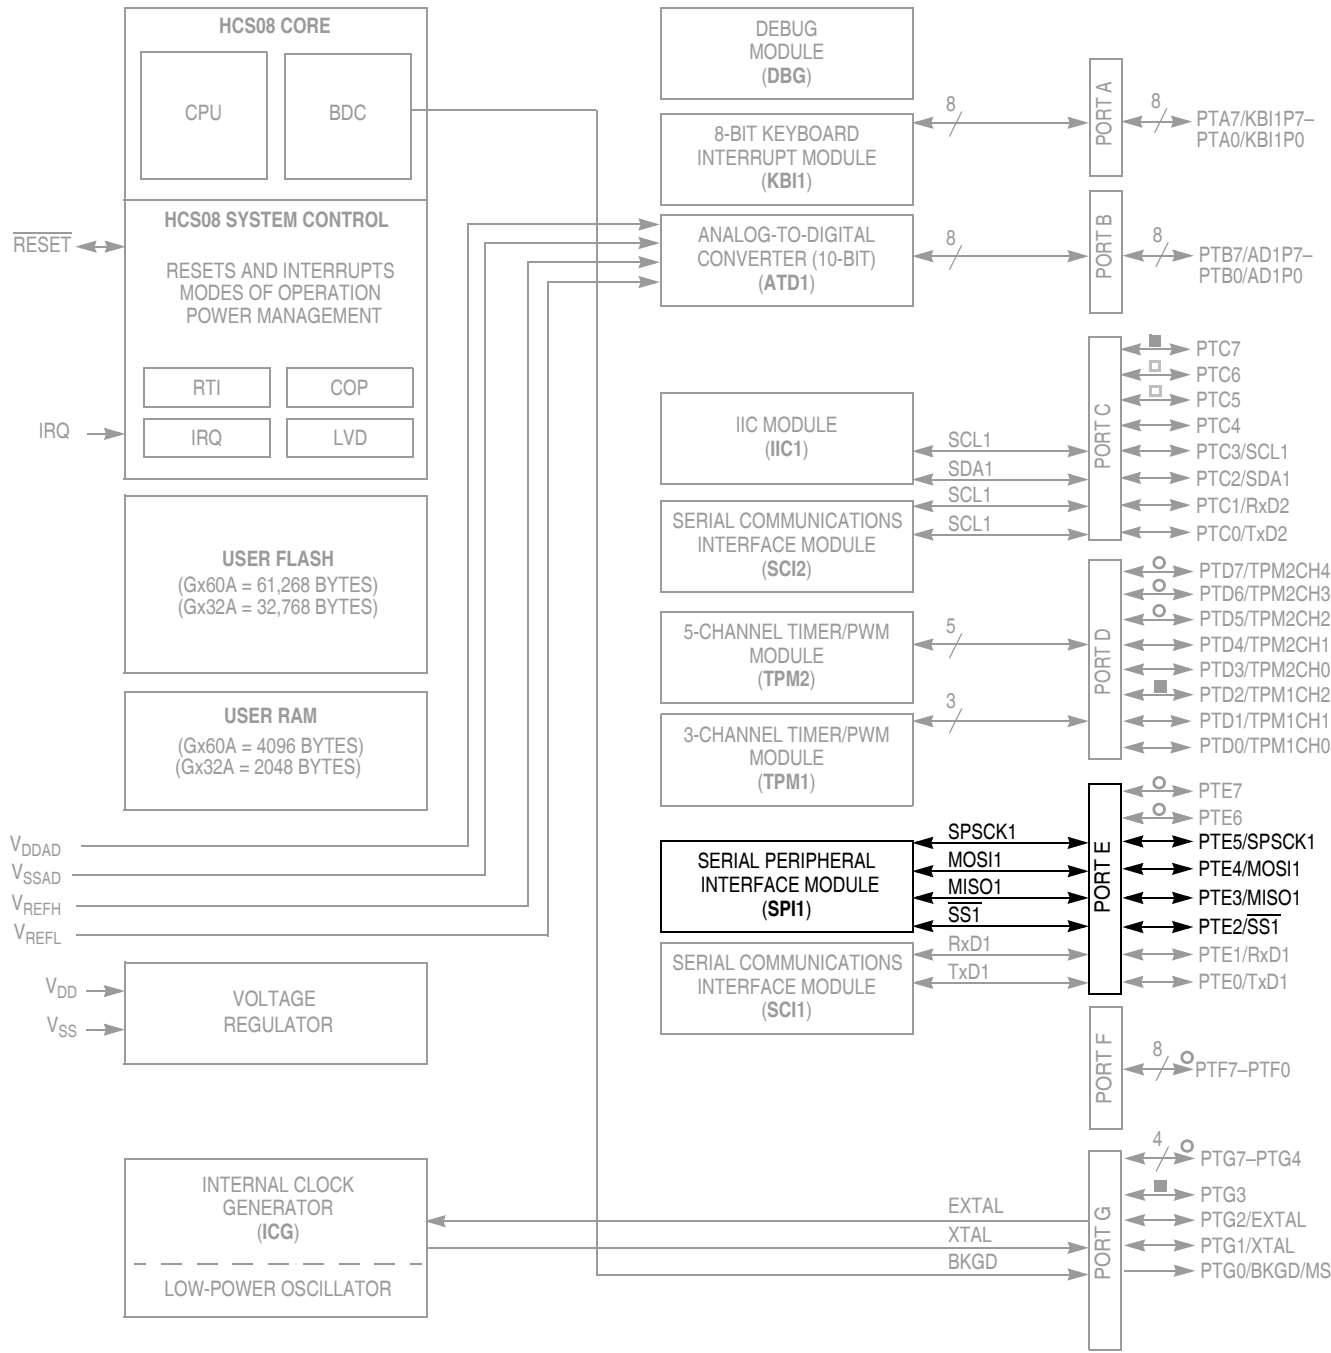 HCS08 CORE
CPU
BDC
HCS08 SYSTEM CONTROL
RESETS AND INTERRUPTS
MODES OF OPERATION
POWER MANAGEMENT
RTI
COP
IRQ
LVD
RESET
IRQ
USER FLASH
(Gx60A = 61,268 BYTES)
(Gx32A = 32,768 BYTES)
USER RAM
(Gx60A = 4096 BYTES)
(Gx32A = 2048 BYTES)
VDDAD
VSSAD
VREFH
VREFL
VDD
VSS
VOLTAGE
REGULATOR
INTERNAL CLOCK
GENERATOR
(ICG)
LOW-POWER OSCILLATOR
DEBUG
MODULE
(DBG)
8-BIT KEYBOARD
INTERRUPT MODULE
(KBI1)
ANALOG-TO-DIGITAL
CONVERTER (10-BIT)
(ATD1)
IIC MODULE
(IIC1)
SERIAL COMMUNICATIONS
INTERFACE MODULE
(SCI2)
5-CHANNEL TIMER/PWM
MODULE
(TPM2)
3-CHANNEL TIMER/PWM
MODULE
(TPM1)
SERIAL PERIPHERAL
INTERFACE MODULE
(SPI1)
SERIAL COMMUNICATIONS
INTERFACE MODULE
(SCI1)
8
8
SCL1
SDA1
SCL1
SCL1
5
3
SPSCK1
MOSI1
MISO1
SS1
RxD1
TxD1
EXTAL
XTAL
BKGD
PORT A
8
PTA7/KBI1P7–
PTA0/KBI1P0
PORT B
8
PTB7/AD1P7–
PTB0/AD1P0
PORT C
PTC7
PTC6
PTC5
PTC4
PTC3/SCL1
PTC2/SDA1
PTC1/RxD2
PTC0/TxD2
PORT D
PTD7/TPM2CH4
PTD6/TPM2CH3
PTD5/TPM2CH2
PTD4/TPM2CH1
PTD3/TPM2CH0
PTD2/TPM1CH2
PTD1/TPM1CH1
PTD0/TPM1CH0
PORT E
PTE7
PTE6
PTE5/SPSCK1
PTE4/MOSI1
PTE3/MISO1
PTE2/SS1
PTE1/RxD1
PTE0/TxD1
PORT F
8
PTF7–PTF0
PORT G
4
PTG7–PTG4
PTG3
PTG2/EXTAL
PTG1/XTAL
PTG0/BKGD/MS